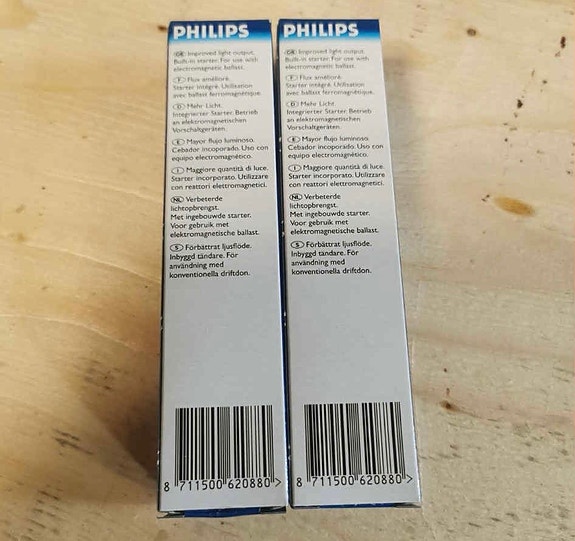 PHILIPS
GB Improved light output.
Built-in starter. For use with
electromagnetic ballast.
F Flux amélioré.
Starter intégré. Utilisation
avec ballast ferromagnétique.
D Mehr Licht.
Integrierter Starter. Betrieb
an elektromagnetischen
Vorschaltgeräten.
E Mayor flujo luminoso.
Cebador incoporado. Uso con
equipo electromagnético.
I Maggiore quantità di luce.
Starter incorporato. Utilizzare
con reattori elettromagnetici.
NL Verbeterde
lichtopbrengst.
Met ingebouwde starter.
Voor gebruik met
elektromagnetische ballast.
S Förbättrat ljusflöde.
Inbyggd tändare. För
användning med
konventionella driftdon.
8 711500 620880 >
PHILIPS
GB Improved light output.
Built-in starter. For use with
electromagnetic ballast.
F Flux amélioré.
Starter intégré. Utilisation
avec ballast ferromagnétique.
D Mehr Licht.
Integrierter Starter. Betrieb
an elektromagnetischen
Vorschaltgeräten.
E Mayor flujo luminoso.
Cebador incoporado. Uso con
equipo electromagnético.
I Maggiore quantità di luce.
Starter incorporato. Utilizzare
con reattori elettromagnetici.
NL Verbeterde
lichtopbrengst.
Met ingebouwde starter.
Voor gebruik met
elektromagnetische ballast.
S Förbättrat ljusflöde.
Inbyggd tändare. För
användning med
konventionella driftdon.
8 711500 620880 >